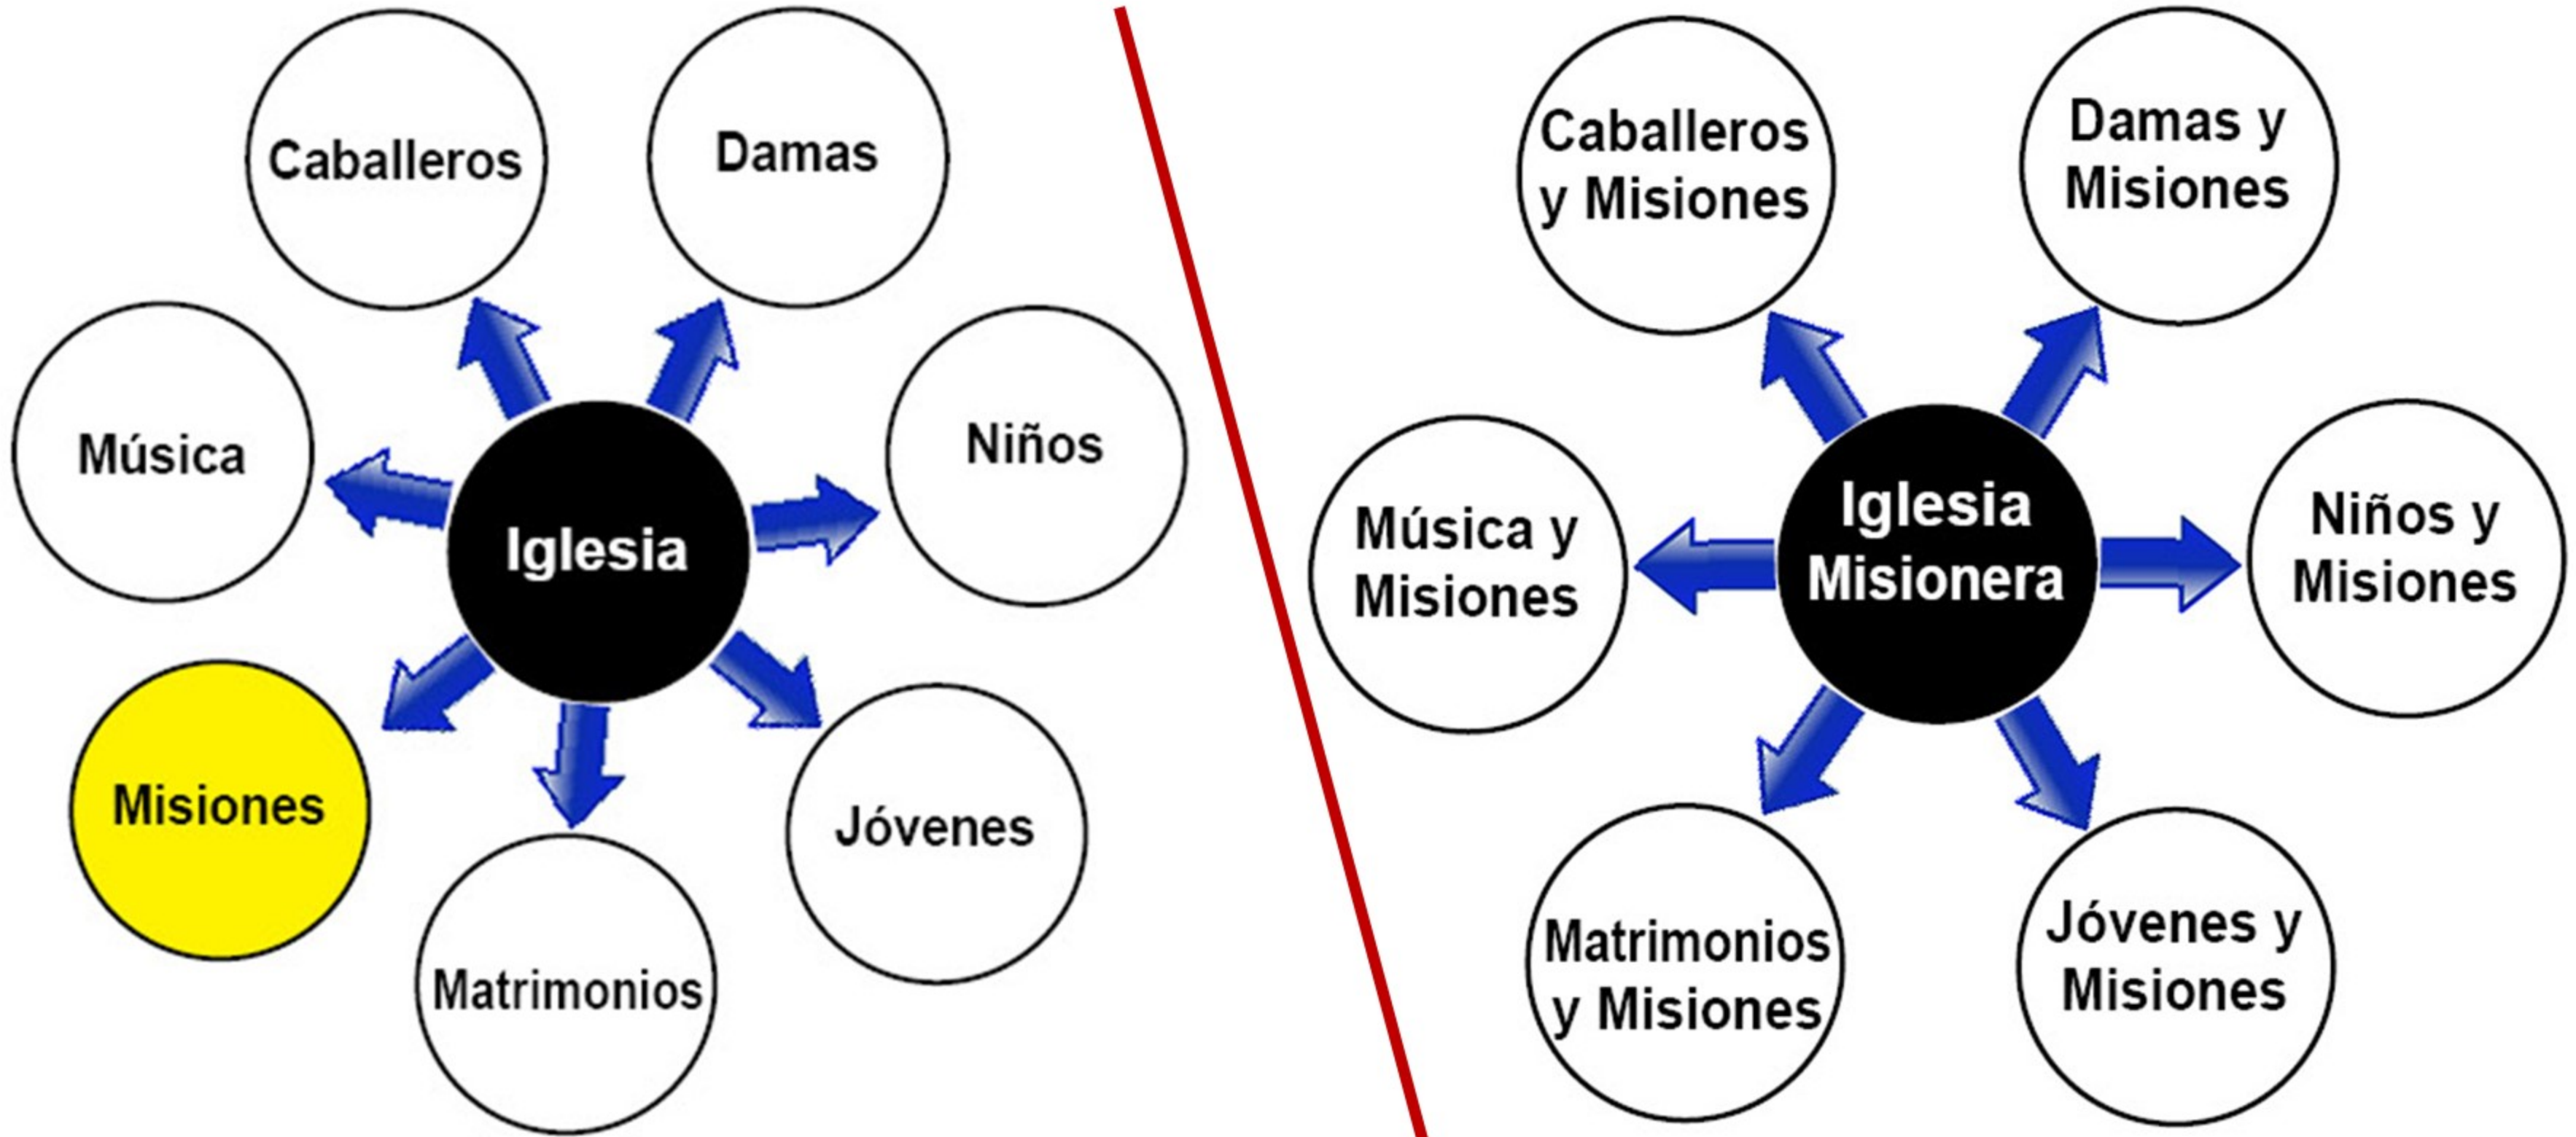 Caballeros
Damas
Música
Niños
Iglesia
Misiones
Jóvenes
Matrimonios
Caballeros
y Misiones
Damas y
Misiones
Música y
Misiones
Iglesia
Misionera
Niños y
Misiones
Matrimonios
y Misiones
Jóvenes y
Misiones